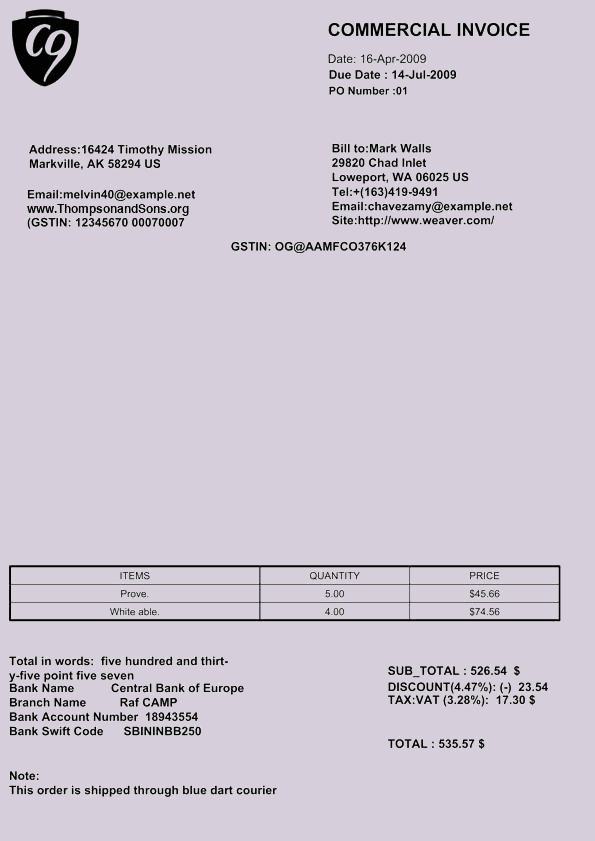 C9
COMMERCIAL INVOICE
Date: 16-Apr-2009
Due Date : 14-Jul-2009
PO Number :01
Address:16424 Timothy Mission
Markville, AK 58294 US
Email:melvin40@example.net
www.ThompsonandSons.org
(GSTIN: 12345670 00070007
Bill to:Mark Walls
29820 Chad Inlet
Loweport, WA 06025 US
Tel:+(163)419-9491
Email:chavezamy@example.net
Site:http://www.weaver.com/
GSTIN: OG@AAMFCO376K124
ITEMS QUANTITY PRICE
Prove. 5.00 $45.66
White able. 4.00 $74.56
Total in words: five hundred and thirt-
y-five point five seven
Bank Name Central Bank of Europe
Branch Name Raf CAMP
Bank Account Number 18943554
Bank Swift Code SBININBB250
SUB_TOTAL : 526.54 $
DISCOUNT(4.47%): (-) 23.54
TAX:VAT (3.28%): 17.30 $
TOTAL : 535.57 $
Note:
This order is shipped through blue dart courier